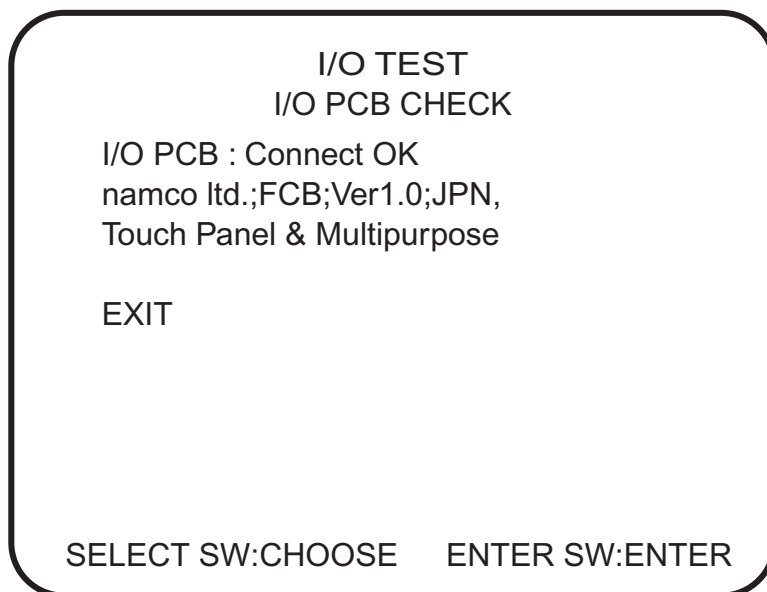 I/O TEST
I/O PCB CHECK
I/O PCB : Connect OK
namco ltd.;FCB;Ver1.0;JPN,
Touch Panel & Multipurpose
EXIT
SELECT SW:CHOOSE ENTER SW:ENTER